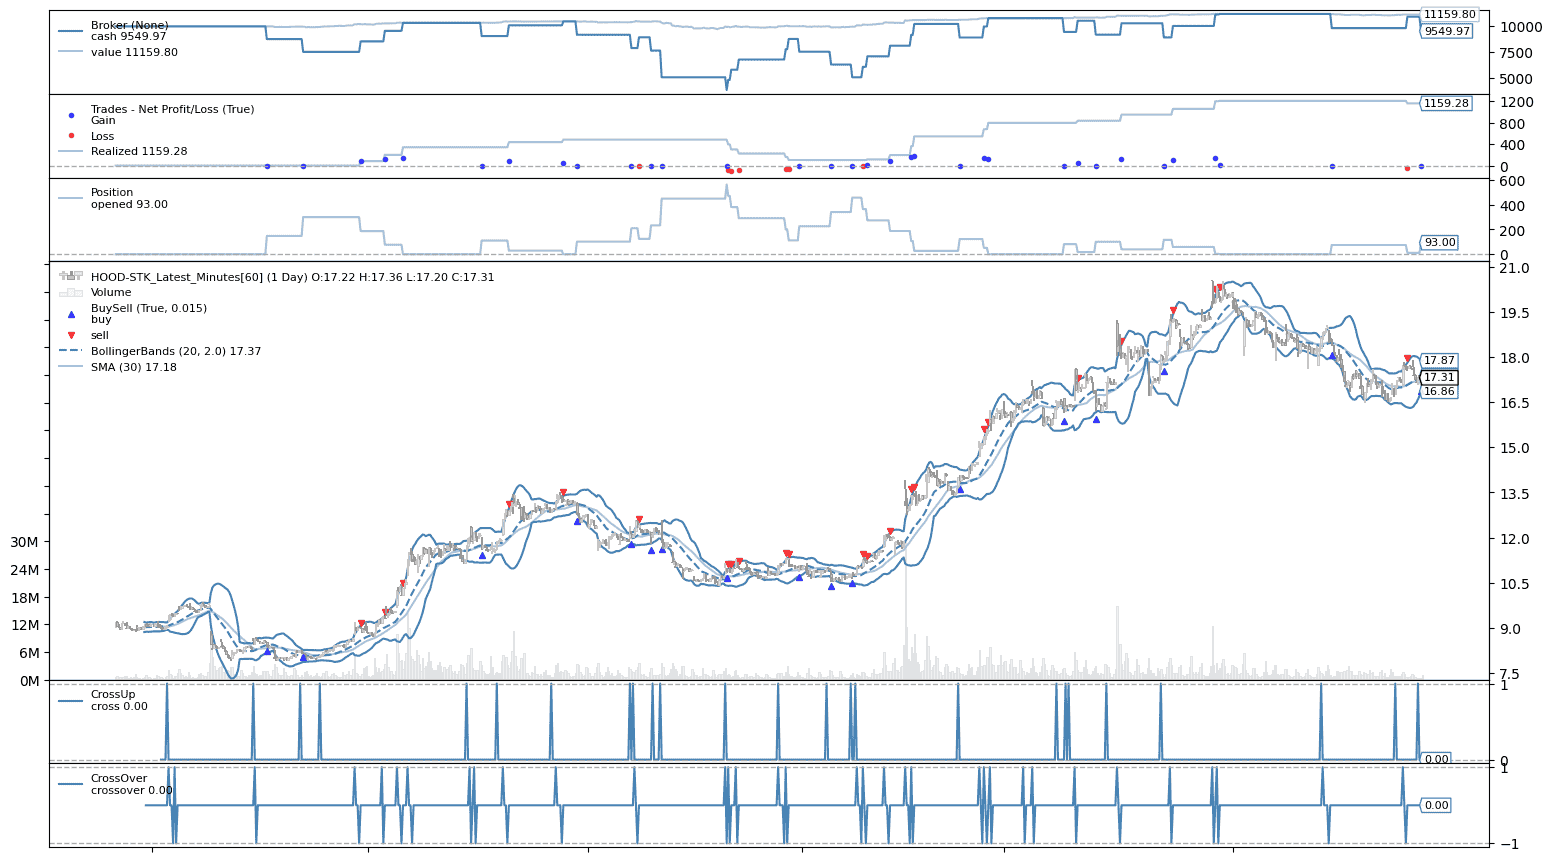 Broker (None)
cash 9549.97
value 11159.80
11159.80
9549.97
10000
7500
5000
Trades - Net Profit/Loss (True)
Gain
Loss
Realized 1159.28
1159.28
1200
800
400
0
Position
opened 93.00
93.00
600
400
200
0
HOOD-STK_Latest_Minutes[60] (1 Day) O:17.22 H:17.36 L:17.20 C:17.31
Volume
BuySell (True, 0.015)
buy
sell
BollingerBands (20, 2.0) 17.37
SMA (30) 17.18
17.87
17.31
16.86
21.0
19.5
18.0
16.5
15.0
13.5
12.0
10.5
9.0
7.5
30M
24M
18M
12M
6M
0M
CrossUp
cross 0.00
0.00
1
0
CrossOver
crossover 0.00
0.00
1
−1